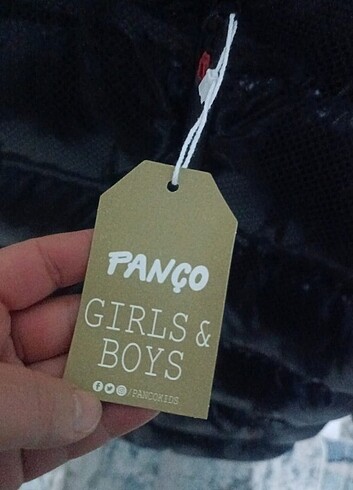 PANÇO
GIRLS &
BOYS
/PANCOKIDS